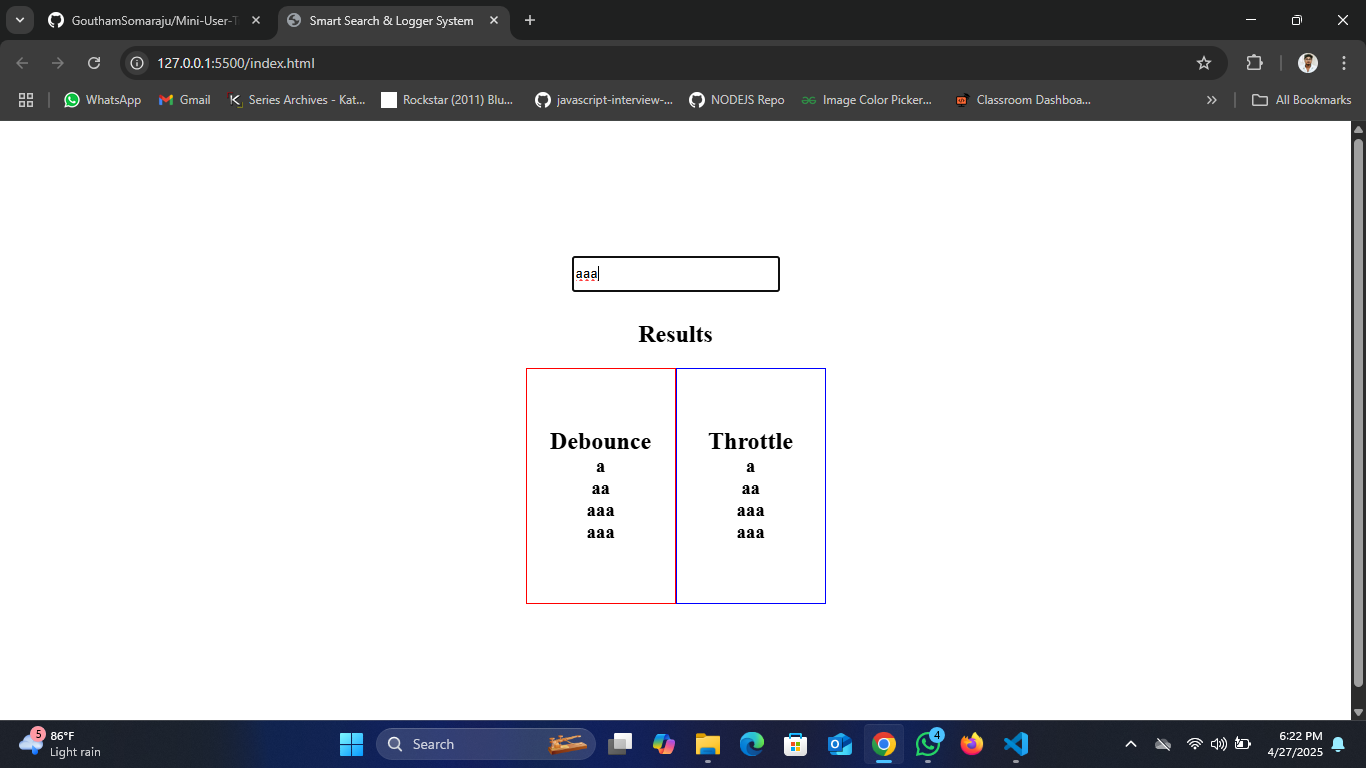 GouthamSomaraju/Mini-User-T
Smart Search & Logger System
127.0.0.1:5500/index.html
WhatsApp
Gmail
Series Archives - Kat...
Rockstar (2011) Blu...
javascript-interview-...
NODEJS Repo
Image Color Picker...
Classroom Dashboa...
All Bookmarks
aaa
Results
Debounce
a
aa
aaa
aaa
Throttle
a
aa
aaa
aaa
5
86°F
Light rain
Search
4
6:22 PM
4/27/2025